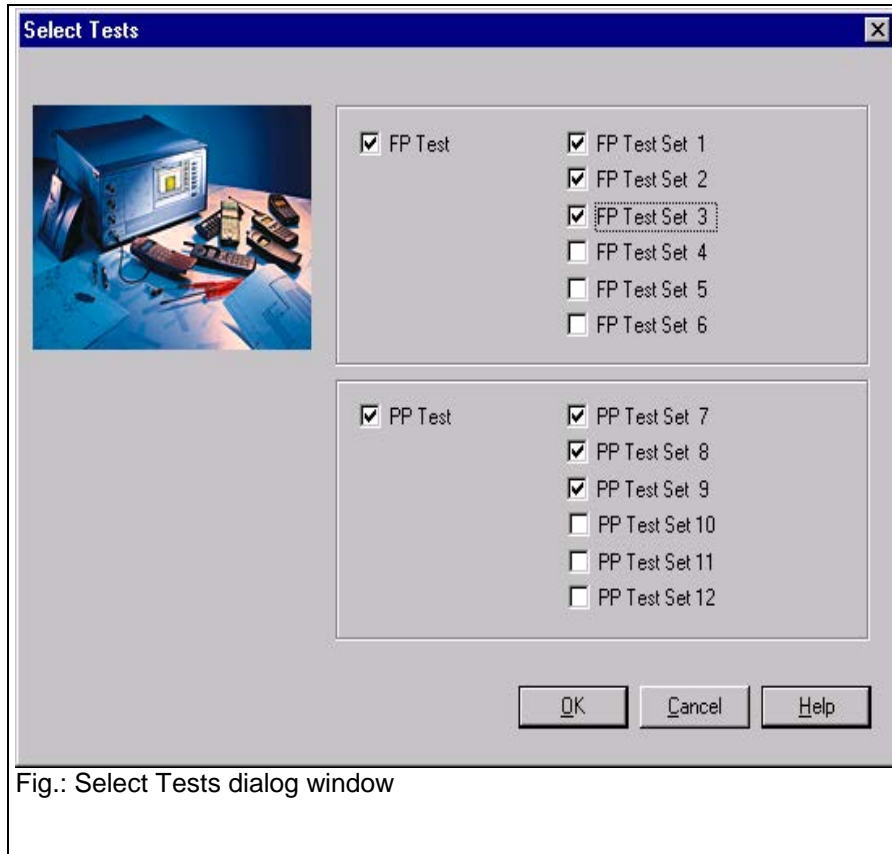 Select Tests
FP Test
FP Test Set 1
FP Test Set 2
FP Test Set 3
FP Test Set 4
FP Test Set 5
FP Test Set 6
PP Test
PP Test Set 7
PP Test Set 8
PP Test Set 9
PP Test Set 10
PP Test Set 11
PP Test Set 12
OK
Cancel
Help
Fig.: Select Tests dialog window